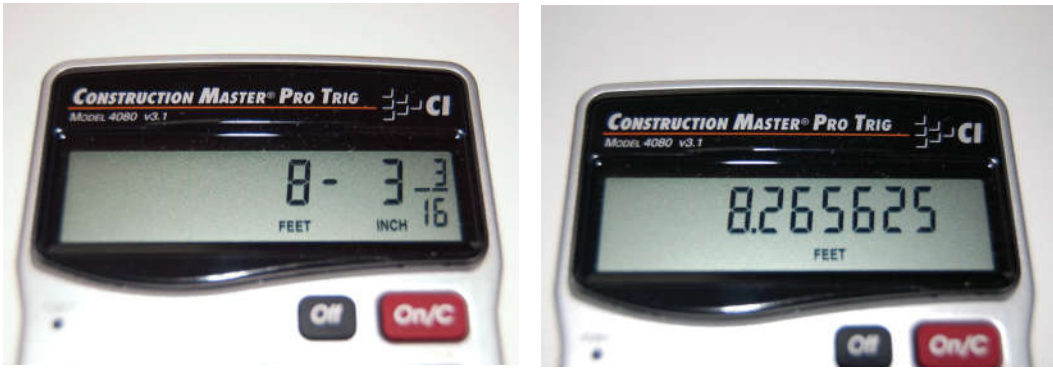 CONSTRUCTION MASTER® PRO TRIG
CI
MODEL 4080 v3.1
8 - 3 3/16
FEET INCH
Off On/C
CONSTRUCTION MASTER® PRO TRIG
CI
MODEL 4080 v3.1
8.265625
FEET
Off On/C